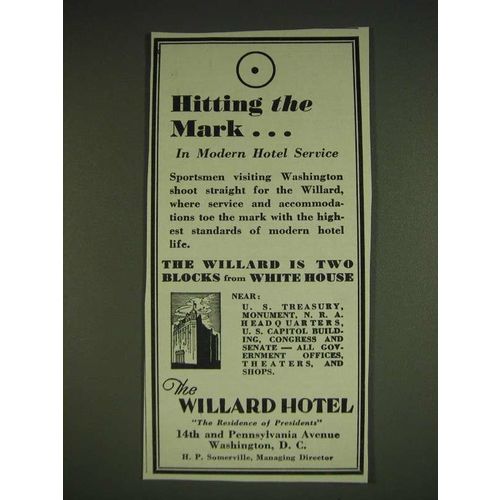 Hitting the
Mark . . .
In Modern Hotel Service
Sportsmen visiting Washington
shoot straight for the Willard,
where service and accommoda-
tions toe the mark with the high-
est standards of modern hotel
life.
THE WILLARD IS TWO
BLOCKS from WHITE HOUSE
NEAR:
U. S. TREASURY,
MONUMENT, N. R. A.
HEADQUARTERS,
U. S. CAPITOL BUILD-
ING, CONGRESS AND
SENATE — ALL GOV-
ERNMENT OFFICES,
THEATERS, AND
SHOPS.
The
WILLARD HOTEL
"The Residence of Presidents"
14th and Pennsylvania Avenue
Washington, D. C.
H. P. Somerville, Managing Director